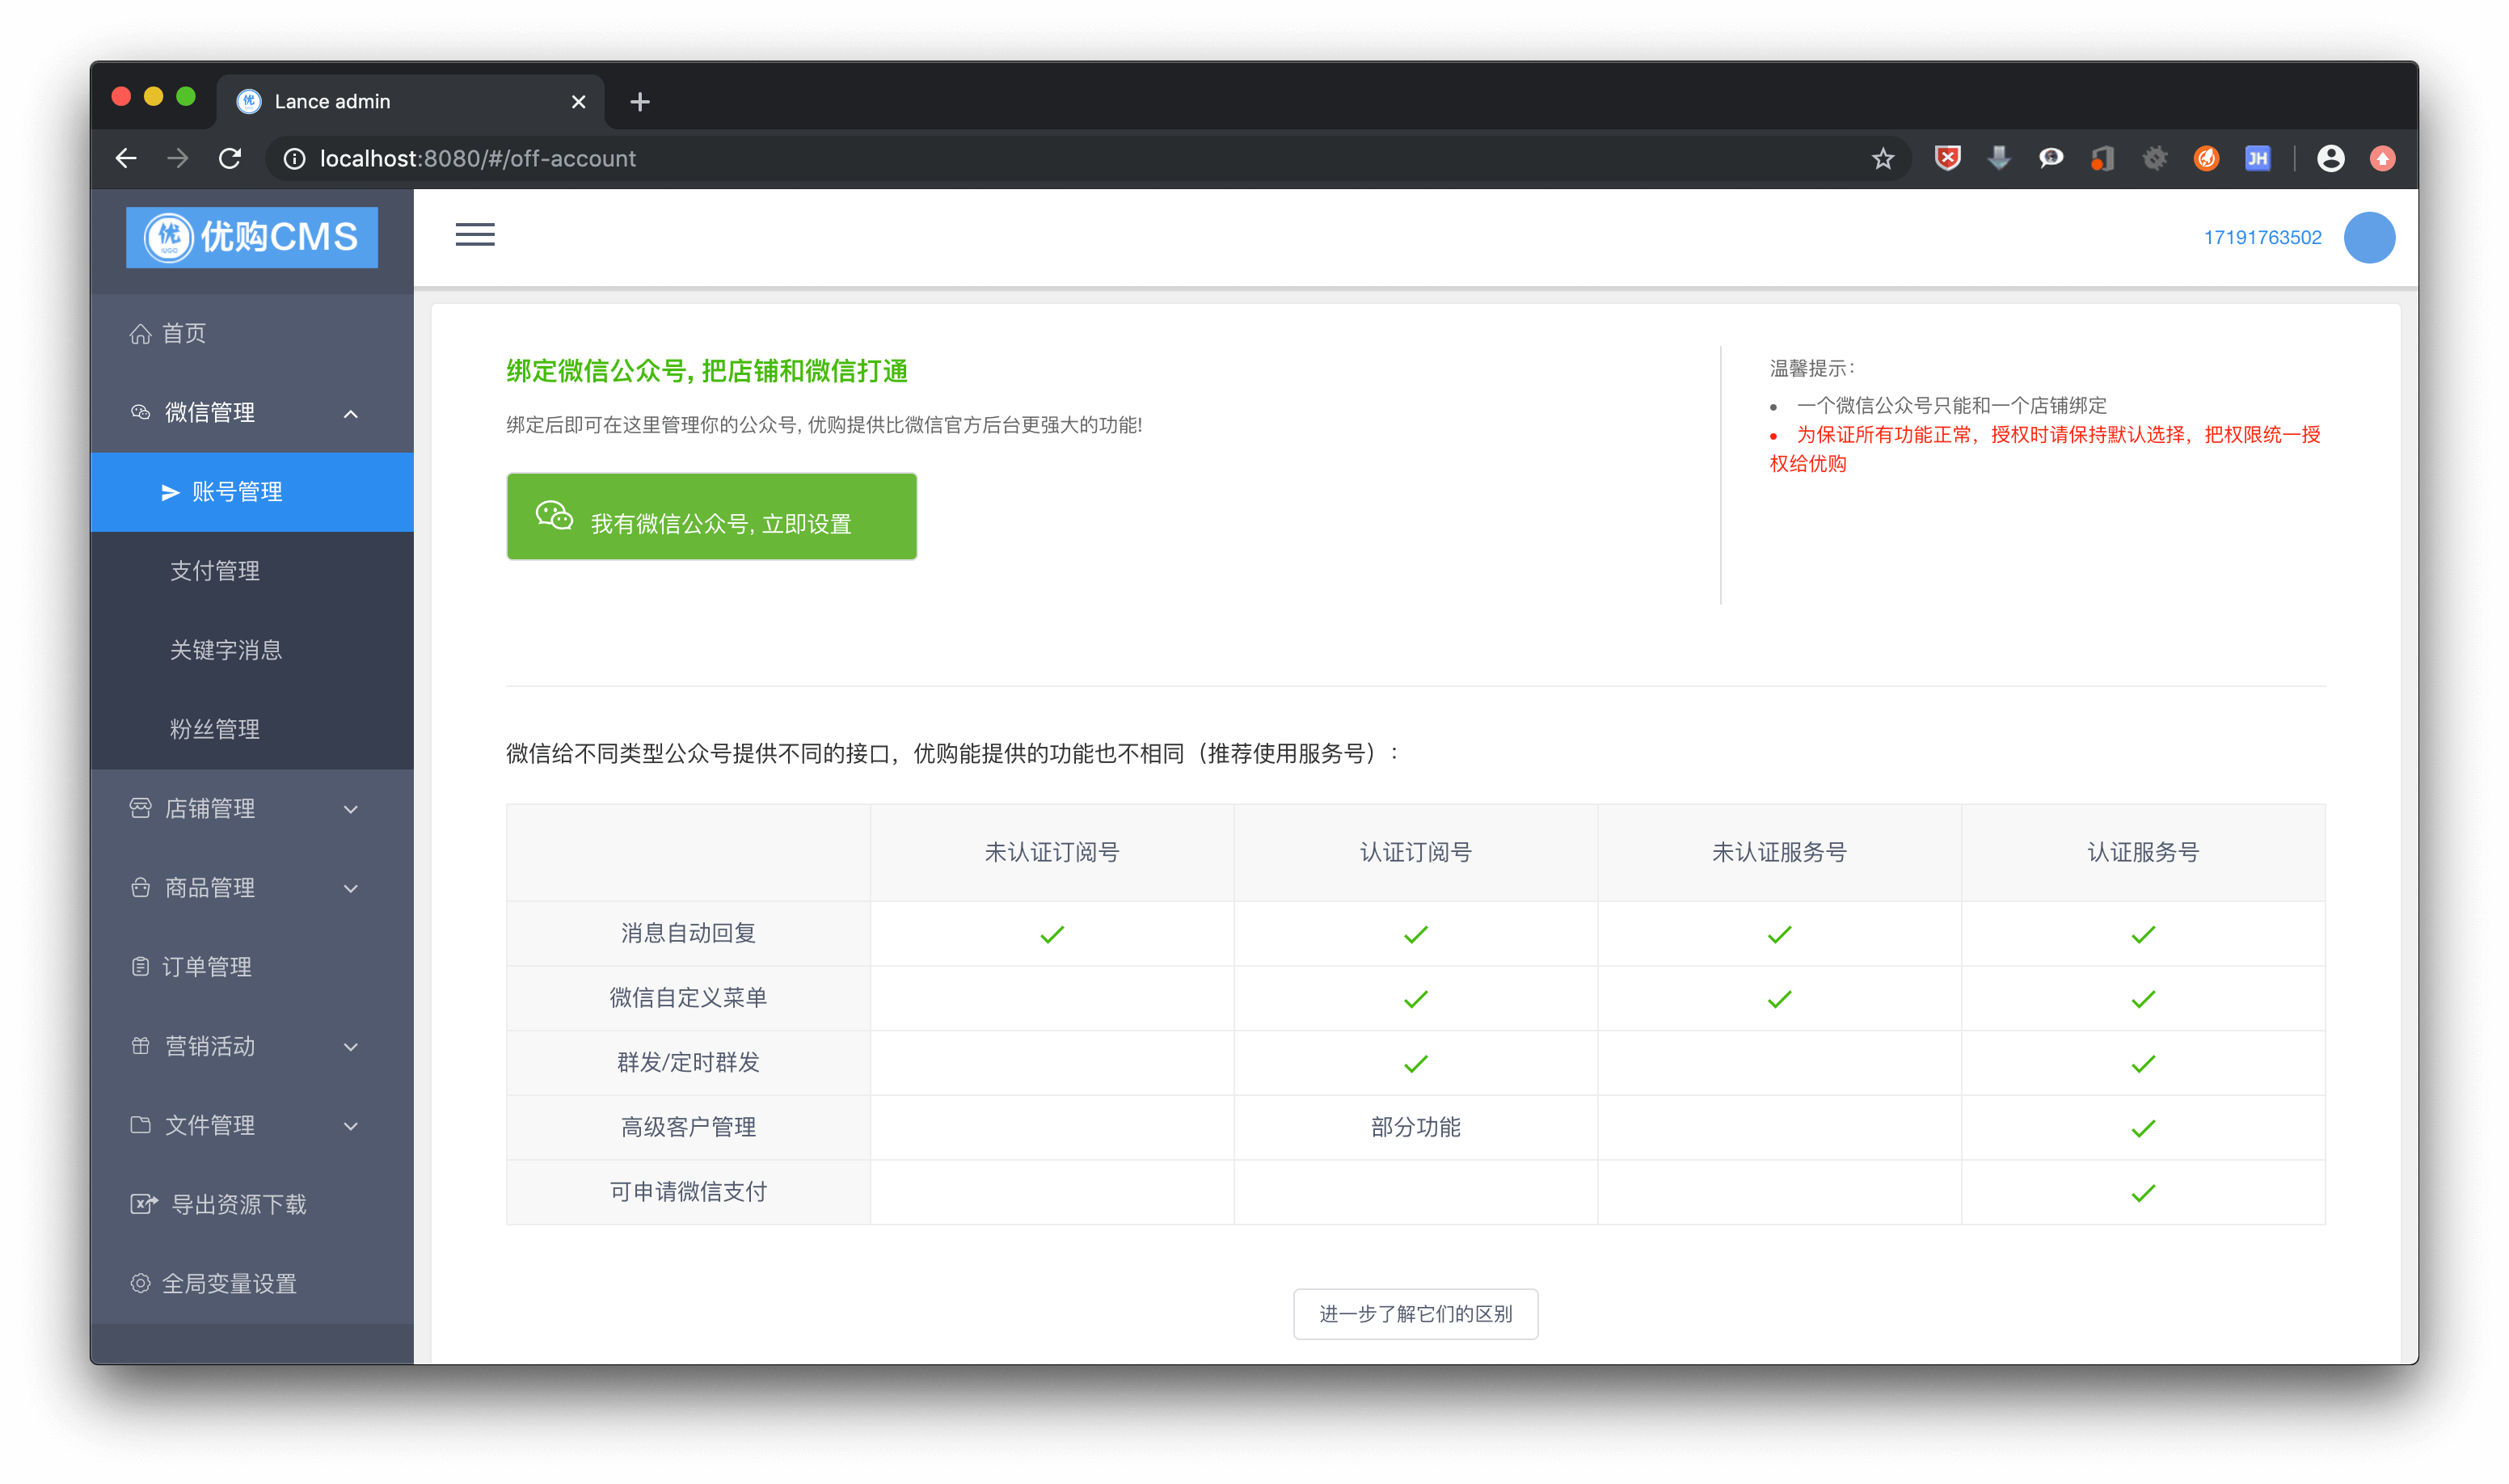 优 Lance admin
localhost:8080/#/off-account
JH
优 IUGO 优购CMS
17191763502
首页
微信管理
账号管理
支付管理
关键字消息
粉丝管理
店铺管理
商品管理
订单管理
营销活动
文件管理
导出资源下载
全局变量设置
绑定微信公众号, 把店铺和微信打通
绑定后即可在这里管理你的公众号, 优购提供比微信官方后台更强大的功能!
我有微信公众号, 立即设置
温馨提示：
一个微信公众号只能和一个店铺绑定
为保证所有功能正常，授权时请保持默认选择，把权限统一授
权给优购
微信给不同类型公众号提供不同的接口，优购能提供的功能也不相同（推荐使用服务号）：
未认证订阅号 认证订阅号 未认证服务号 认证服务号
消息自动回复 ✓ ✓ ✓ ✓
微信自定义菜单 ✓ ✓ ✓
群发/定时群发 ✓ ✓
高级客户管理 部分功能 ✓
可申请微信支付 ✓
进一步了解它们的区别